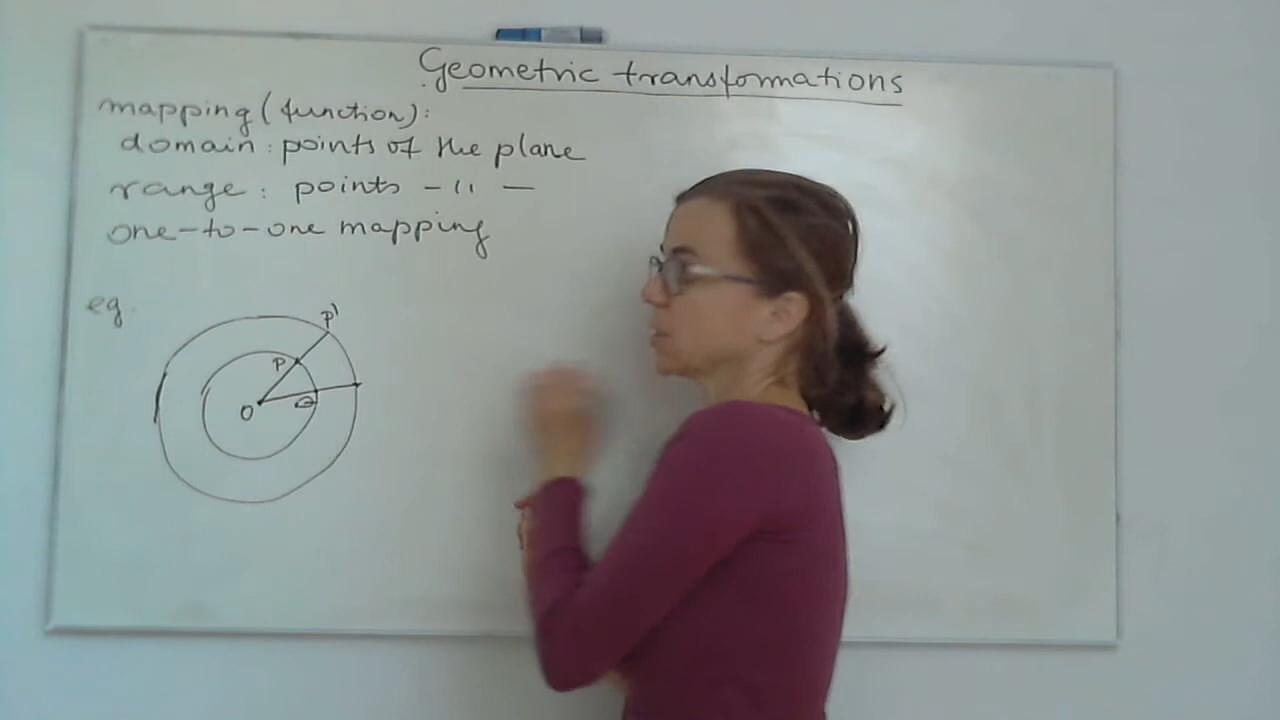 Geometric transformations
mapping (function):
domain: points of the plane
range: points -"-
one-to-one mapping
eg.
P'
P
Q
O